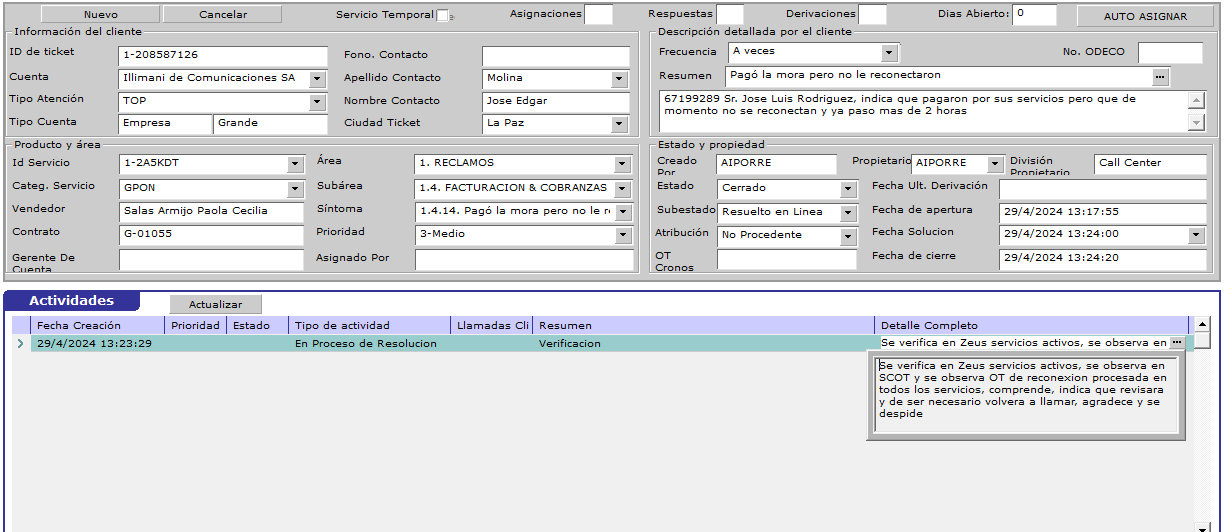 Nuevo Cancelar Servicio Temporal Asignaciones Respuestas Derivaciones Dias Abierto: 0 AUTO ASIGNAR
Información del cliente
ID de ticket 1-208587126 Fono. Contacto
Cuenta Illimani de Comunicaciones SA Apellido Contacto Molina
Tipo Atención TOP Nombre Contacto Jose Edgar
Tipo Cuenta Empresa Grande Ciudad Ticket La Paz
Descripción detallada por el cliente
Frecuencia A veces No. ODECO
Resumen Pagó la mora pero no le reconectaron
67199289 Sr. Jose Luis Rodriguez, indica que pagaron por sus servicios pero que de
momento no se reconectan y ya paso mas de 2 horas
Producto y área
Id Servicio 1-2A5KDT Área 1. RECLAMOS
Categ. Servicio GPON Subárea 1.4. FACTURACION & COBRANZAS
Vendedor Salas Armijo Paola Cecilia Síntoma 1.4.14. Pagó la mora pero no le r
Contrato G-01055 Prioridad 3-Medio
Gerente De
Cuenta
Asignado Por
Estado y propiedad
Creado
Por
AIPORRE Propietario AIPORRE División
Propietario
Call Center
Estado Cerrado Fecha Ult. Derivación
Subestado Resuelto en Linea Fecha de apertura 29/4/2024 13:17:55
Atribución No Procedente Fecha Solucion 29/4/2024 13:24:00
OT
Cronos
Fecha de cierre 29/4/2024 13:24:20
Actividades Actualizar
Fecha Creación Prioridad Estado Tipo de actividad Llamadas Cli Resumen Detalle Completo
29/4/2024 13:23:29 En Proceso de Resolucion Verificacion Se verifica en Zeus servicios activos, se observa en
Se verifica en Zeus servicios activos, se observa en
SCOT y se observa OT de reconexion procesada en
todos los servicios, comprende, indica que revisara
y de ser necesario volvera a llamar, agradece y se
despide